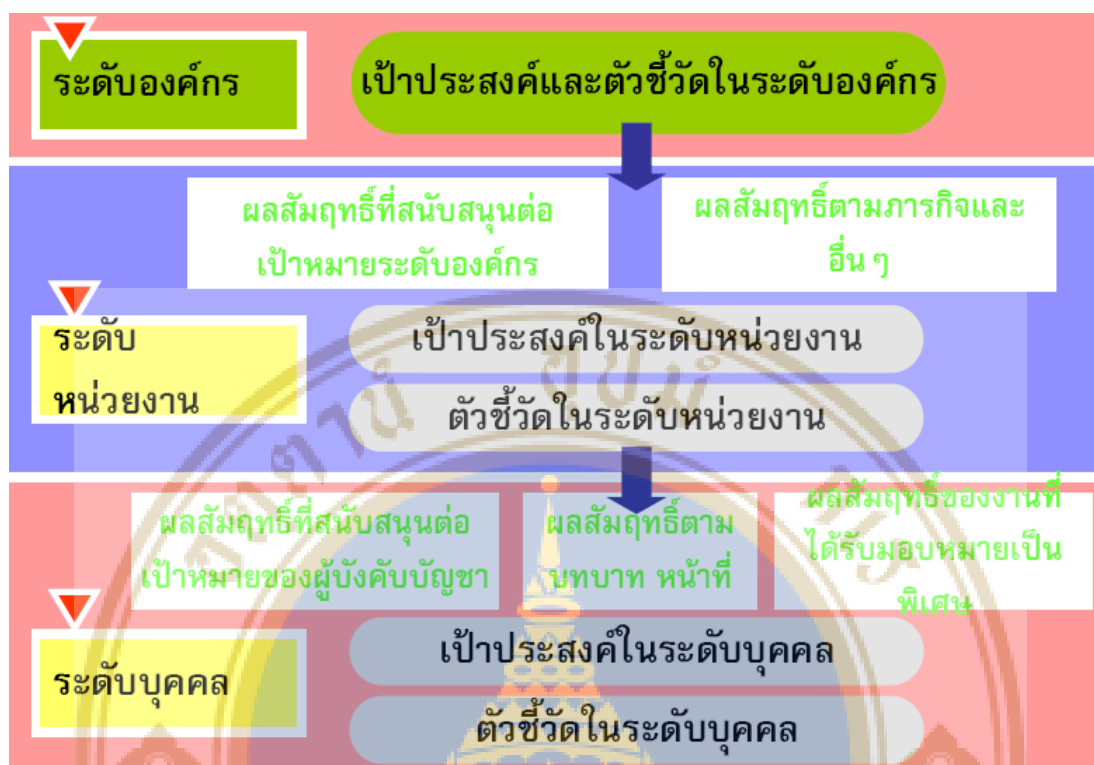 ระดับองค์กร
เป้าประสงค์และตัวชี้วัดในระดับองค์กร
ผลสัมฤทธิ์ที่สนับสนุนต่อ
เป้าหมายระดับองค์กร
ผลสัมฤทธิ์ตามภารกิจและ
อื่น ๆ
ระดับ
หน่วยงาน
เป้าประสงค์ในระดับหน่วยงาน
ตัวชี้วัดในระดับหน่วยงาน
ผลสัมฤทธิ์ที่สนับสนุนต่อ
เป้าหมายของผู้บังคับบัญชา
ผลสัมฤทธิ์ตาม
บทบาท หน้าที่
ผลสัมฤทธิ์ของงานที่
ได้รับมอบหมายเป็น
พิเศษ
ระดับบุคคล
เป้าประสงค์ในระดับบุคคล
ตัวชี้วัดในระดับบุคคล